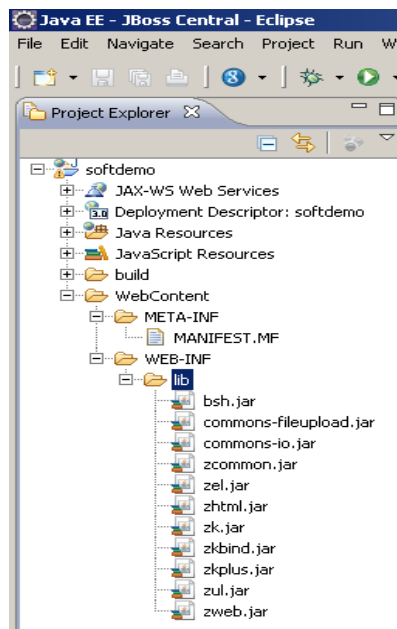 Java EE - JBoss Central - Eclipse
File Edit Navigate Search Project Run
Project Explorer
softdemo
JAX-WS Web Services
3.0 Deployment Descriptor: softdemo
Java Resources
JavaScript Resources
build
WebContent
META-INF
MANIFEST.MF
WEB-INF
lib
bsh.jar
commons-fileupload.jar
commons-io.jar
zcommon.jar
zel.jar
zhtml.jar
zk.jar
zkbind.jar
zkplus.jar
zul.jar
zweb.jar